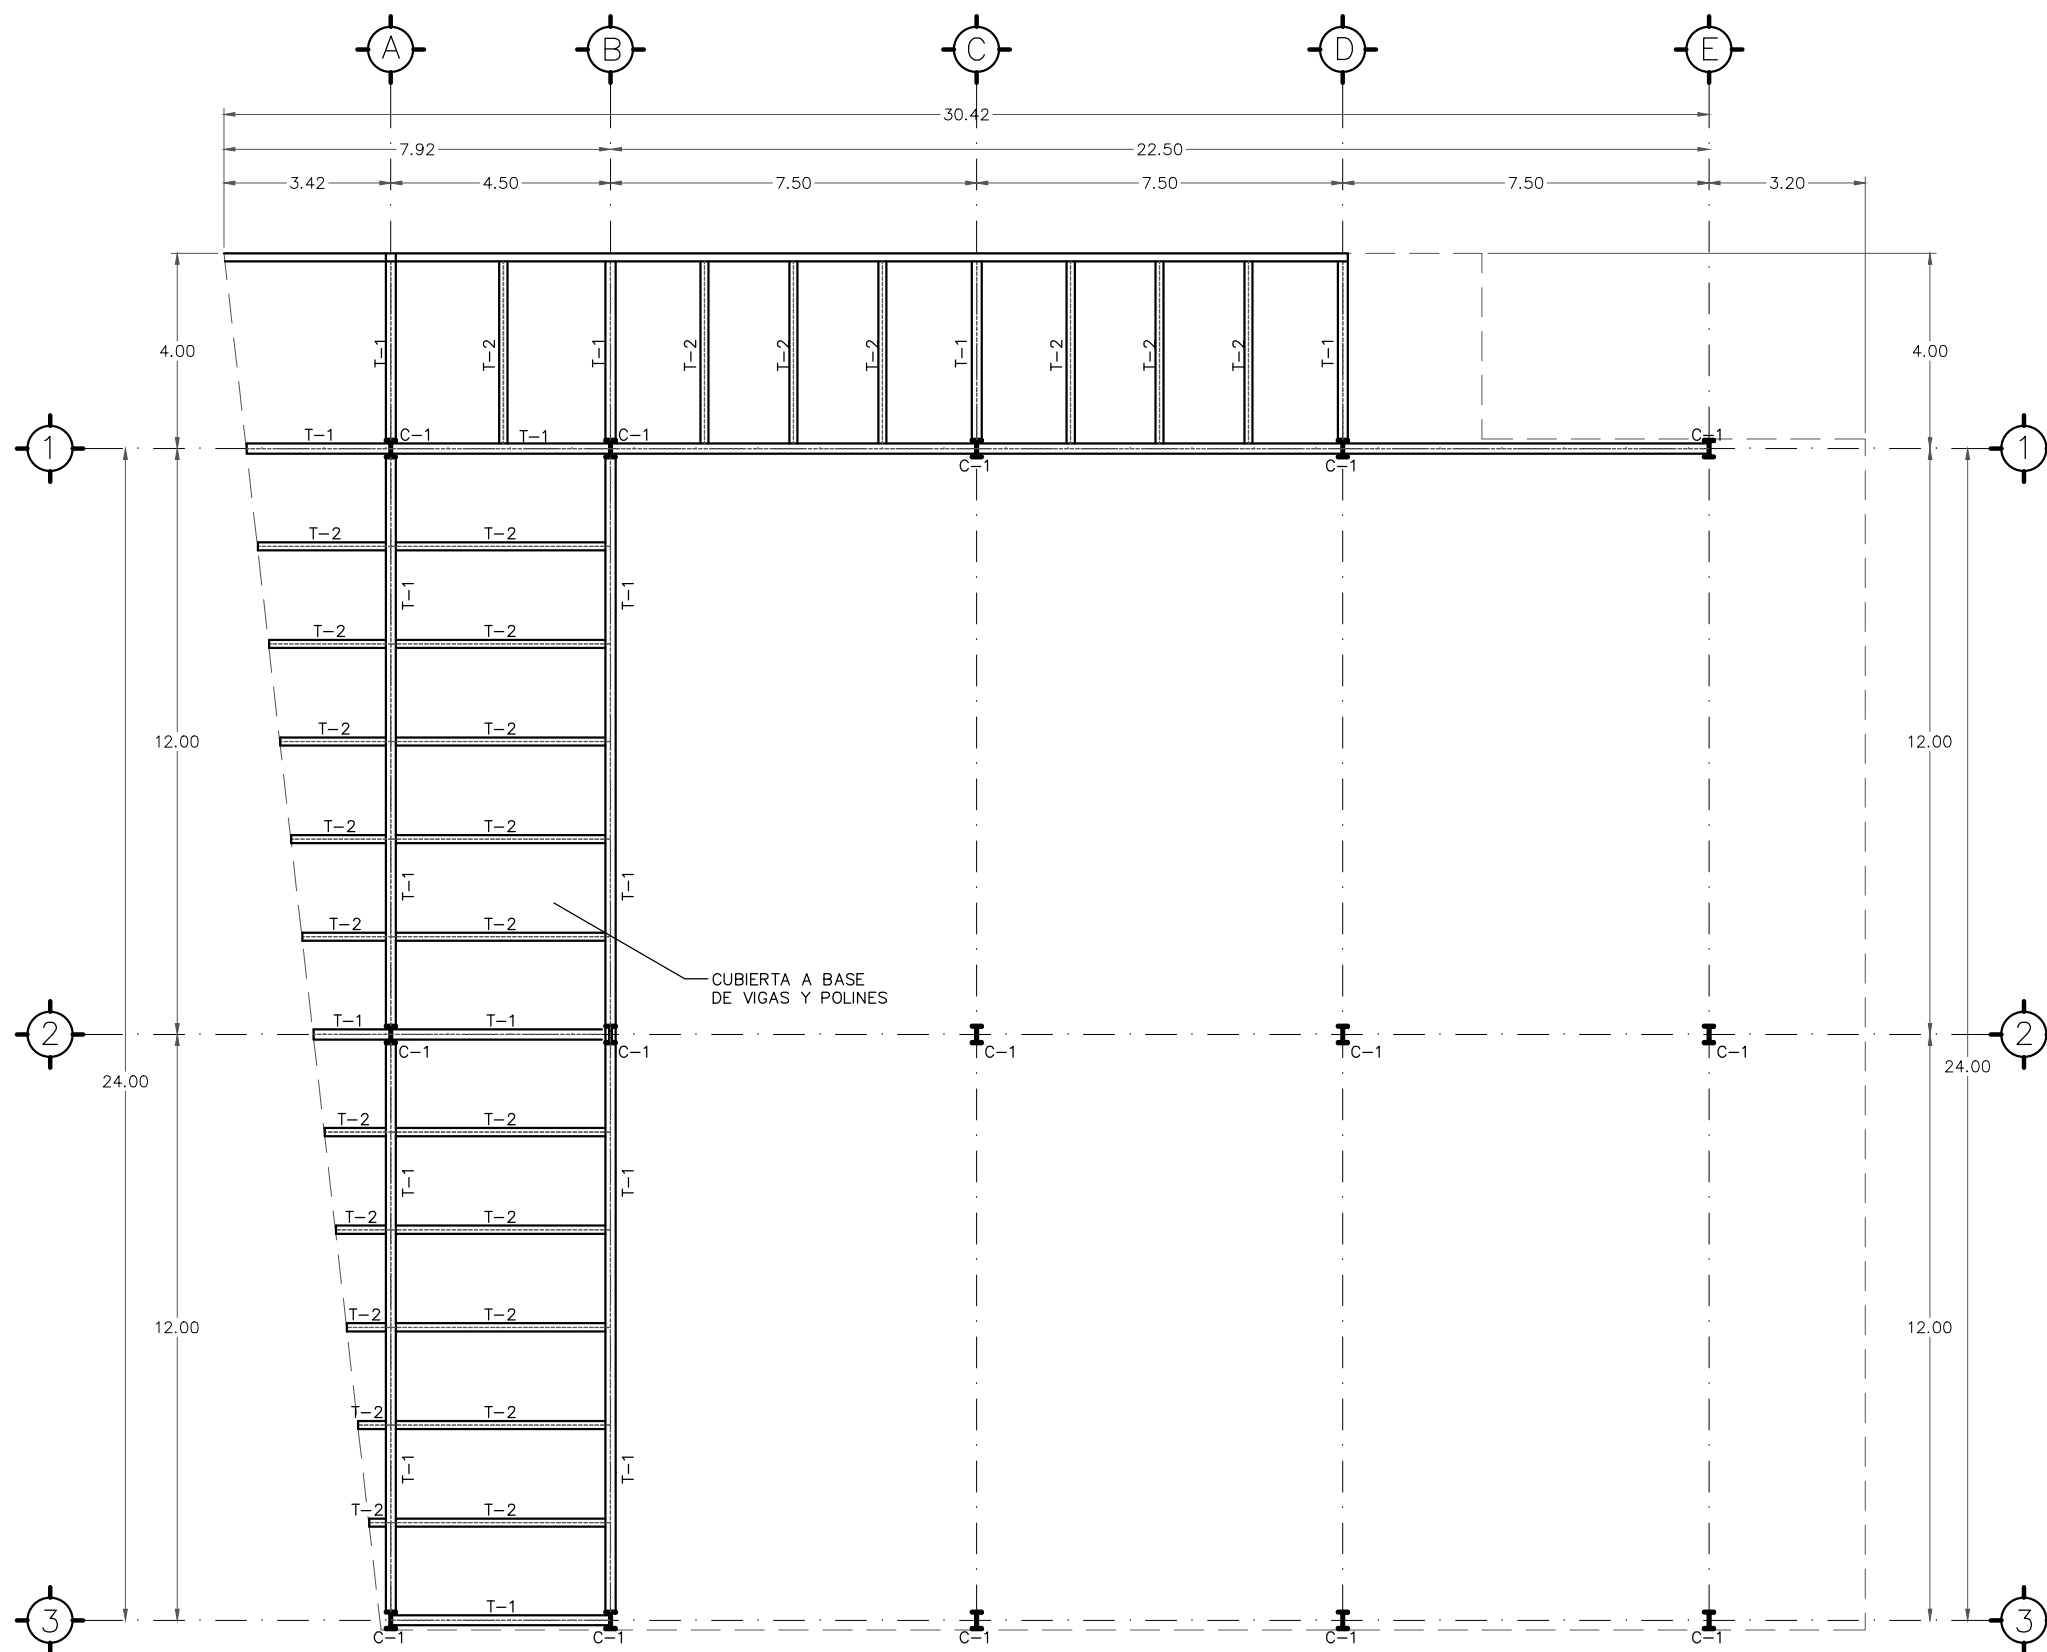 A B C D E
30.42
7.92 22.50
3.42 4.50 7.50 7.50 7.50 3.20
4.00 T-1 T-2 T-1 T-2 T-2 T-2 T-1 T-2 T-2 T-2 T-1 4.00
1 T-1 C-1 T-1 C-1 C-1 1
C-1 C-1
T-2 T-2
T-1 T-1
T-2 T-2
12.00 T-2 T-2 12.00
T-2 T-2
T-1 T-1
T-2 T-2
CUBIERTA A BASE
DE VIGAS Y POLINES
2 T-1 T-1 2
C-1 C-1 C-1 C-1 C-1
24.00 24.00
T-2 T-2
T-1 T-1
T-2 T-2
12.00 T-2 T-2 12.00
T-2 T-2
T-1 T-1
T-2 T-2
T-1
3 C-1 C-1 C-1 C-1 C-1 3